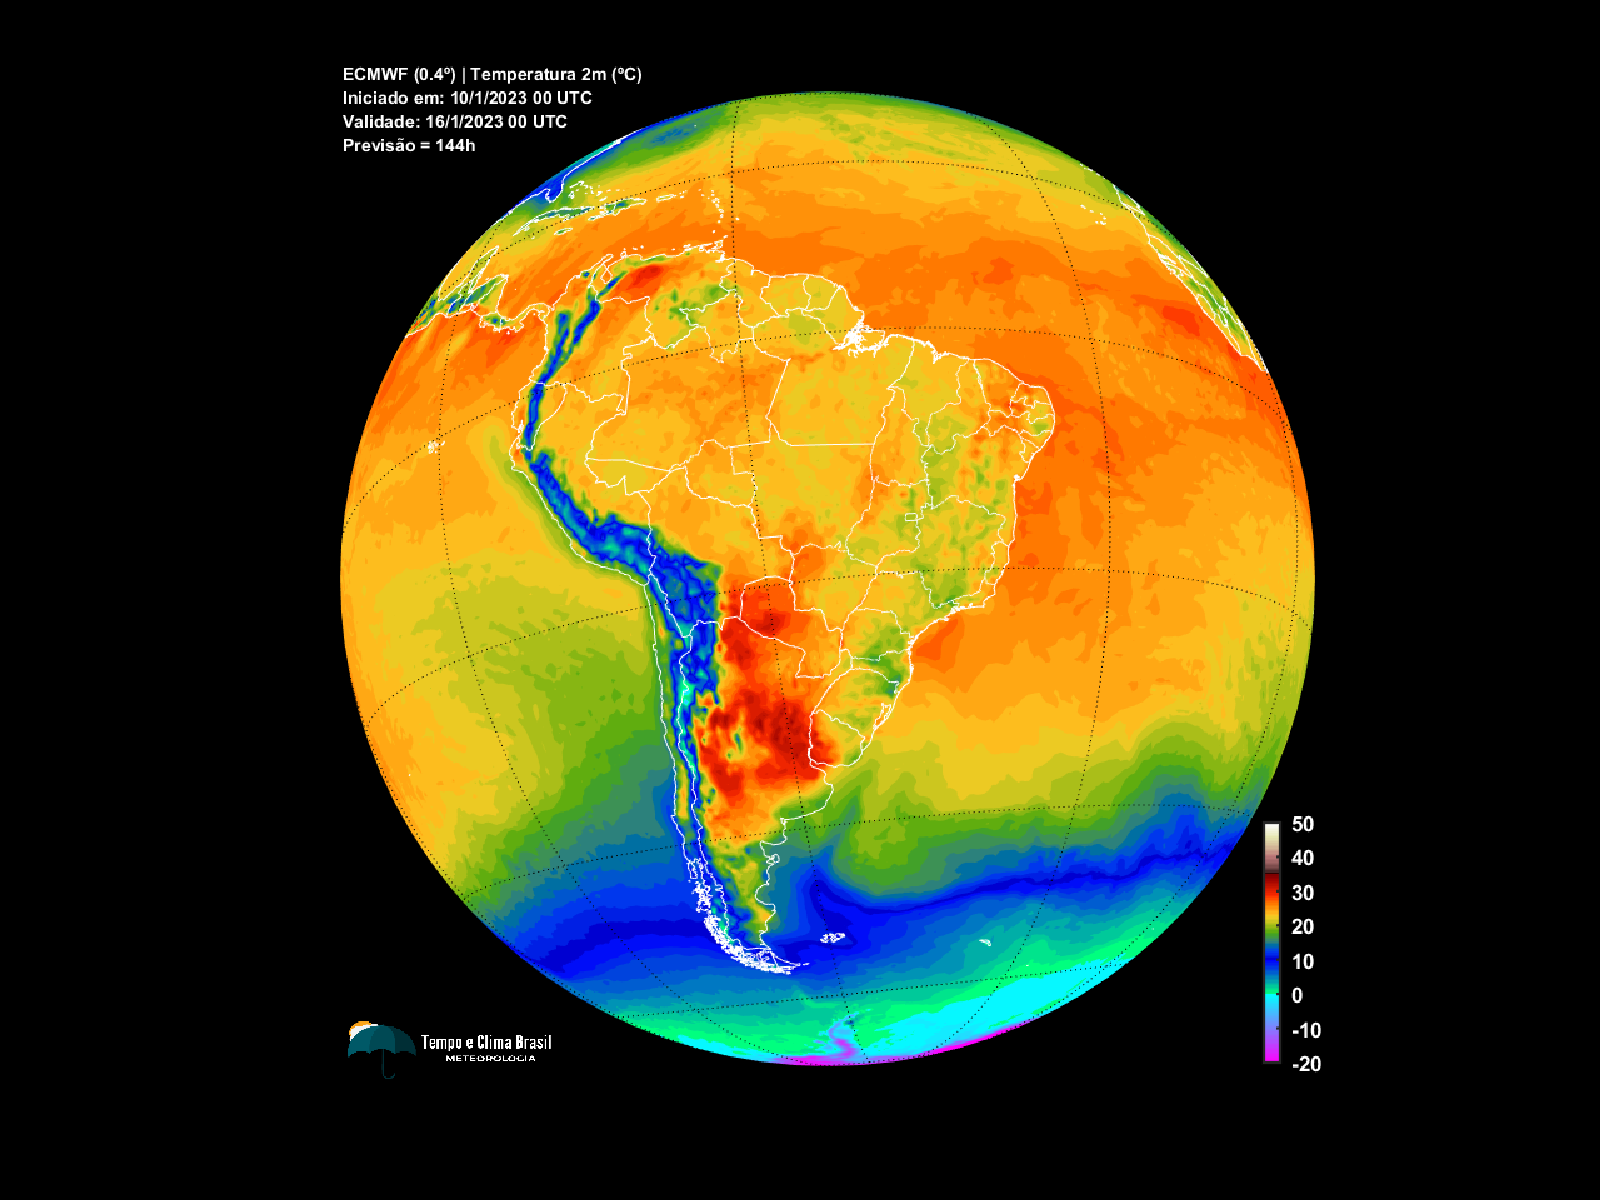 ECMWF (0.4º) | Temperatura 2m (ºC)
Iniciado em: 10/1/2023 00 UTC
Validade: 16/1/2023 00 UTC
Previsão = 144h
50
40
30
20
10
0
-10
-20
Tempo e Clima Brasil
METEOROLOGIA